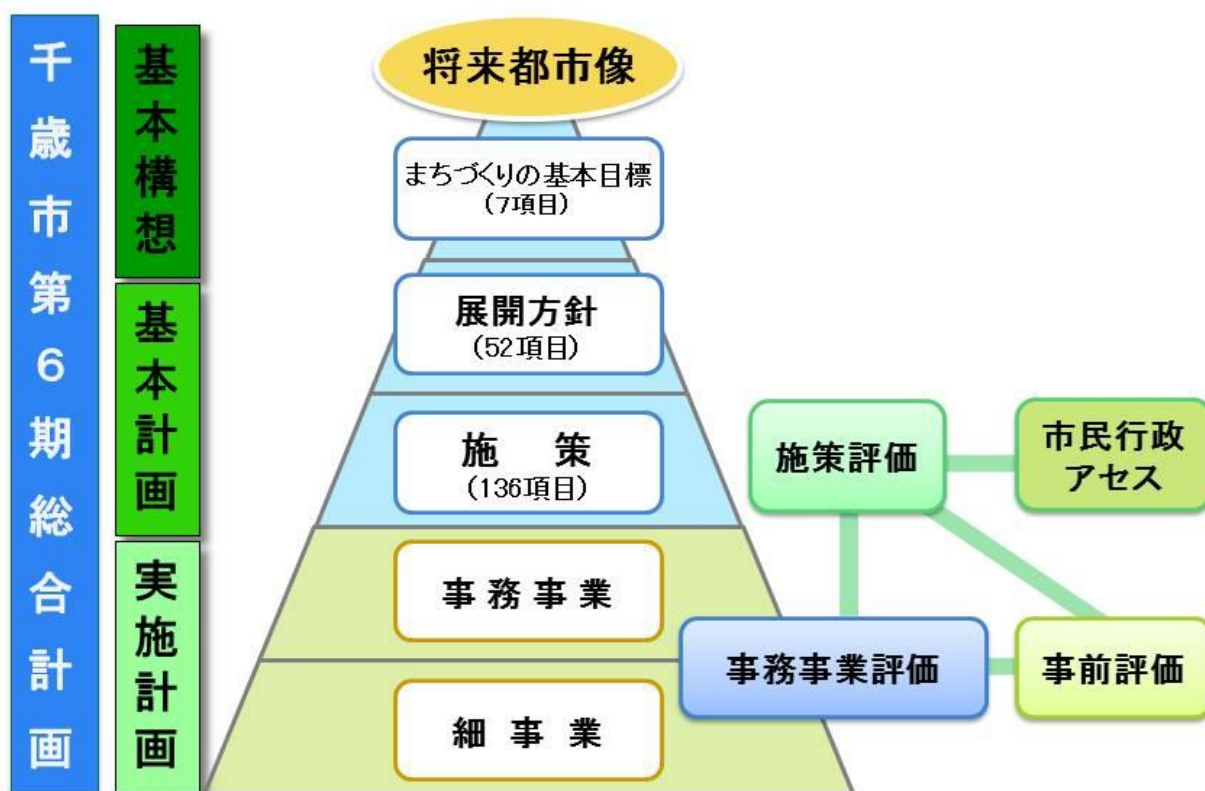 千歳市第６期総合計画
基本構想
基本計画
実施計画
将来都市像
まちづくりの基本目標
(7項目)
展開方針
(52項目)
施　策
(136項目)
事務事業
細事業
施策評価
市民行政
アセス
事務事業評価
事前評価